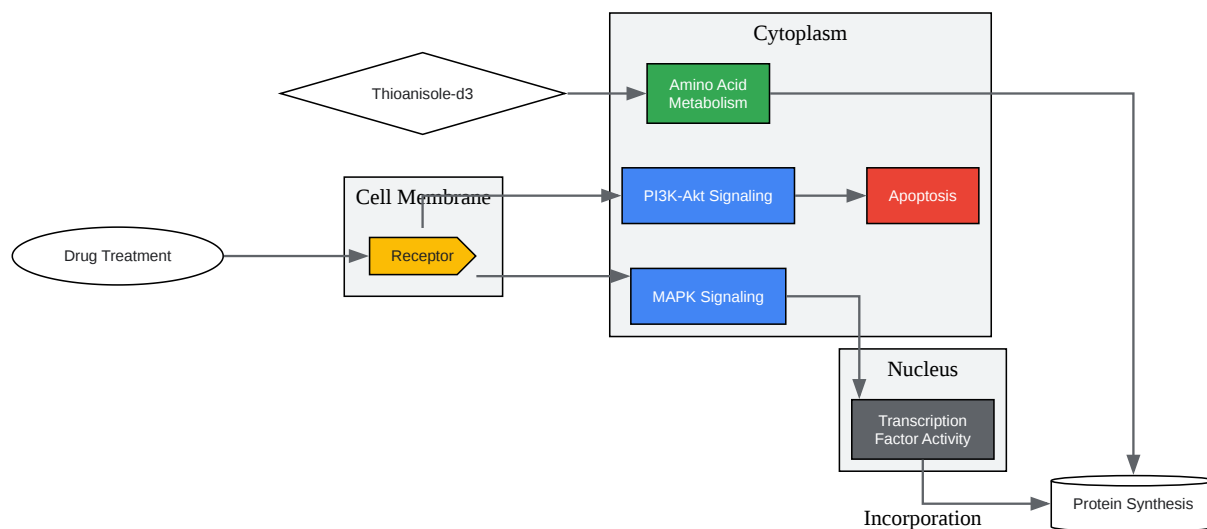 Cytoplasm
Thioanisole-d3
Amino Acid
Metabolism
Cell Membrane
PI3K-Akt Signaling
Apoptosis
Drug Treatment
Receptor
MAPK Signaling
Nucleus
Transcription
Factor Activity
Protein Synthesis
Incorporation